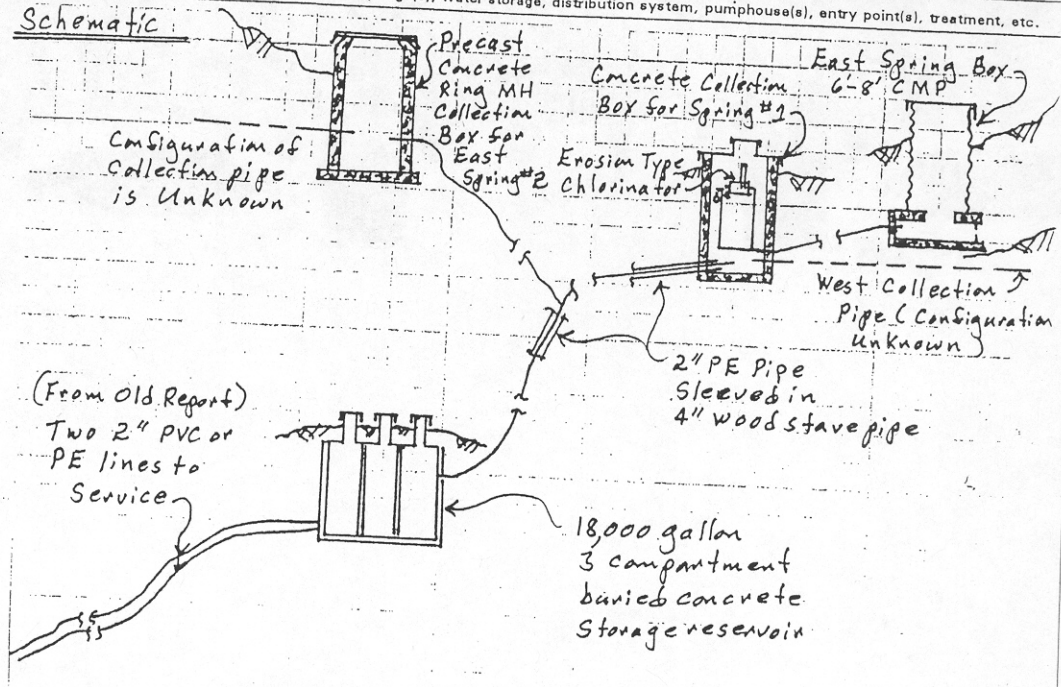 water storage, distribution system, pumphouse(s), entry point(s), treatment, etc.
Schematic
Precast
Concrete
Ring MH
Collection
Box for
East
Spring #2
Configuration of
Collection pipe
is Unknown
Concrete Collection
Box for Spring #1
Erosion Type
Chlorinator
East Spring Box
6'-8' CMP
West Collection
Pipe (Configuration
Unknown)
2" PE Pipe
Sleeved in
4" wood stave pipe
(From Old Report)
Two 2" PVC or
PE lines to
Service
18,000 gallon
3 compartment
buried concrete
Storage reservoir